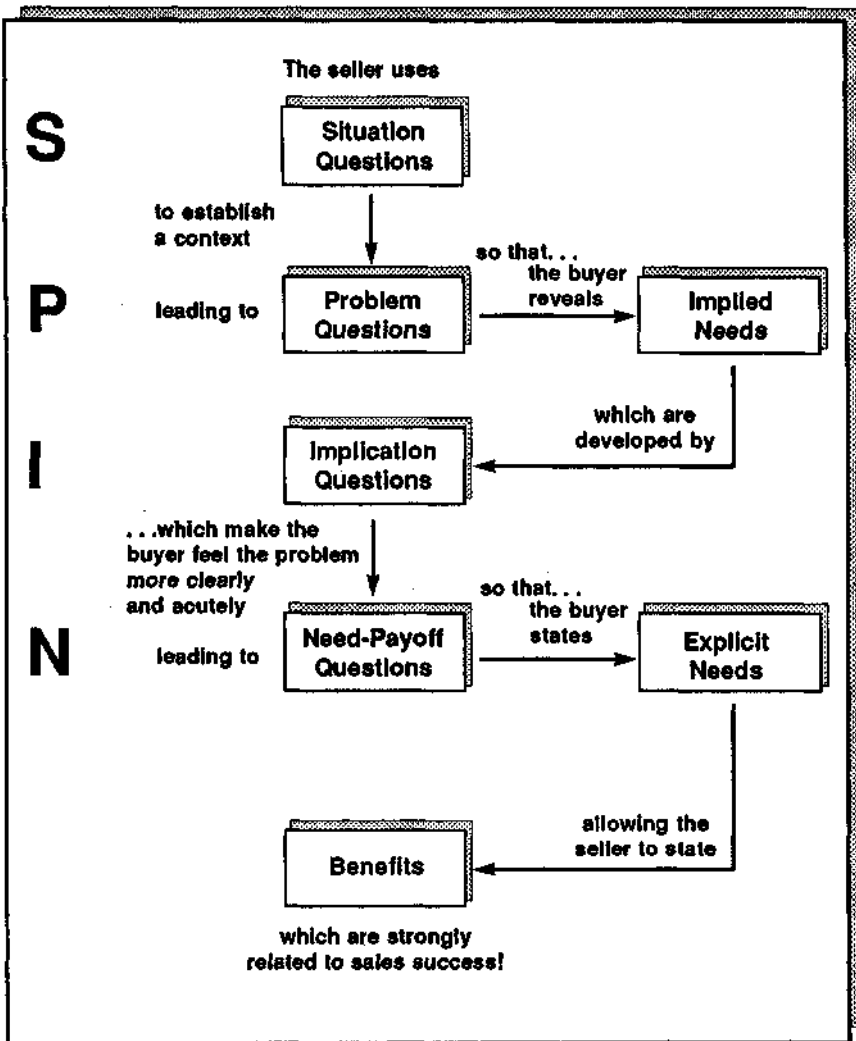 The seller uses
S
Situation
Questions
to establish
a context
so that...
the buyer
reveals
P
leading to
Problem
Questions
Implied
Needs
which are
developed by
I
Implication
Questions
...which make the
buyer feel the problem
more clearly
and acutely
so that...
the buyer
states
N
leading to
Need-Payoff
Questions
Explicit
Needs
allowing the
seller to state
Benefits
which are strongly
related to sales success!